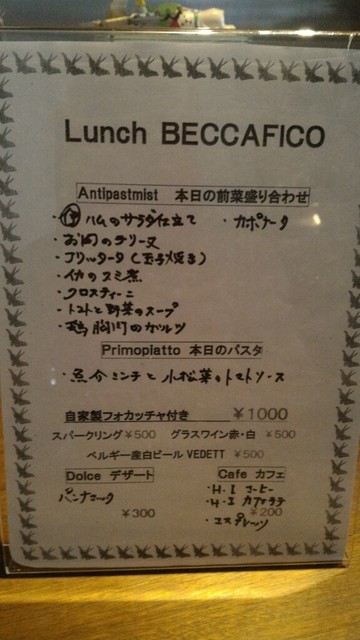 Lunch BECCAFICO
Antipastmist 本日の前菜盛り合わせ
・ハムのサラダ仕立て ・カポナータ
・お肉のテリーヌ
・フリッタータ(玉子焼き)
・イカのスミ煮
・クロスティーニ
・トマトと野菜のスープ
・鶏胸肉のガルツ
Primopiatto 本日のパスタ
・魚介ミンチと小松菜のトマトソース
自家製フォカッチャ付き ¥1000
スパークリング¥500 グラスワイン赤・白 ¥500
ベルギー産白ビール VEDETT ¥500
Dolce デザート Cafe カフェ
パンナコッタ ・H.I コーヒー
・H.I カフェラテ
¥300 ¥200
・エスプレッソ